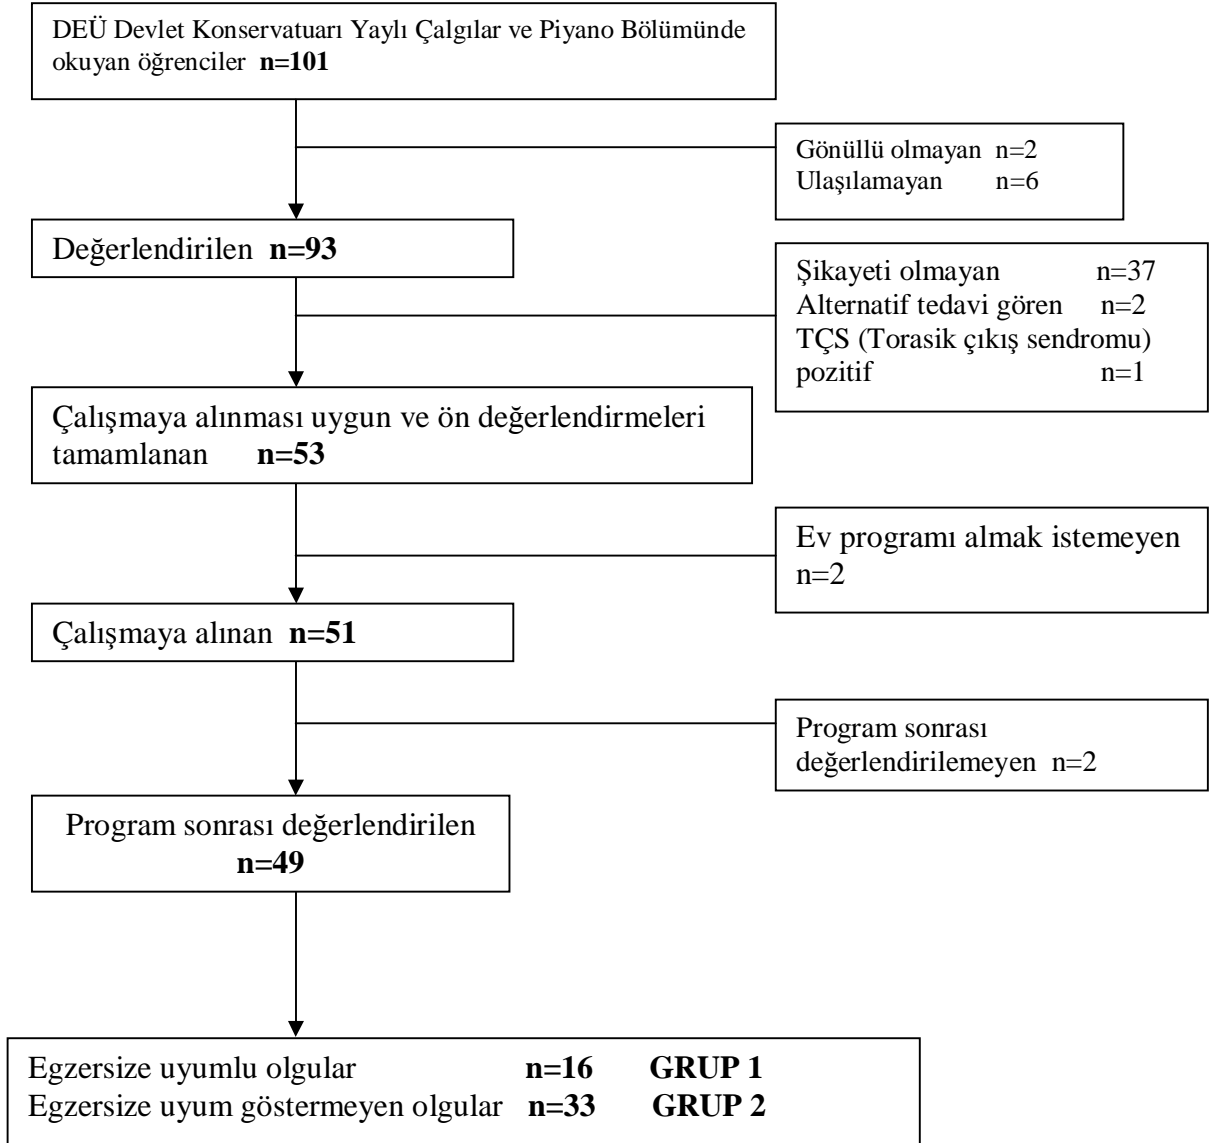 DEÜ Devlet Konservatuarı Yaylı Çalgılar ve Piyano Bölümünde
okuyan öğrenciler n=101
Gönüllü olmayan n=2
Ulaşılamayan n=6
Değerlendirilen n=93
Şikayeti olmayan n=37
Alternatif tedavi gören n=2
TÇS (Torasik çıkış sendromu)
pozitif n=1
Çalışmaya alınması uygun ve ön değerlendirmeleri
tamamlanan n=53
Ev programı almak istemeyen
n=2
Çalışmaya alınan n=51
Program sonrası
değerlendirilemeyen n=2
Program sonrası değerlendirilen
n=49
Egzersize uyumlu olgular n=16 GRUP 1
Egzersize uyum göstermeyen olgular n=33 GRUP 2